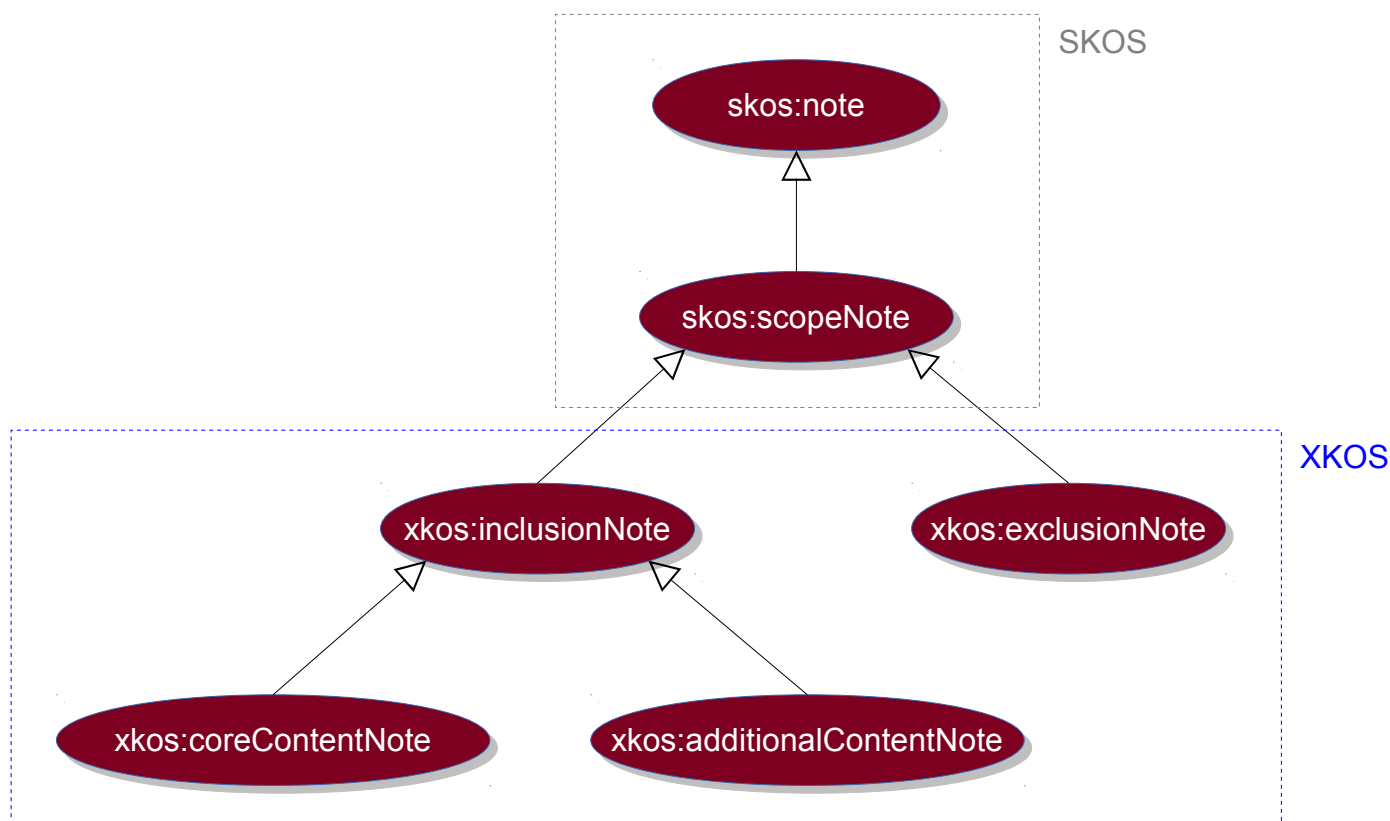 SKOS
skos:note
skos:scopeNote
XKOS
xkos:inclusionNote
xkos:exclusionNote
xkos:coreContentNote
xkos:additionalContentNote